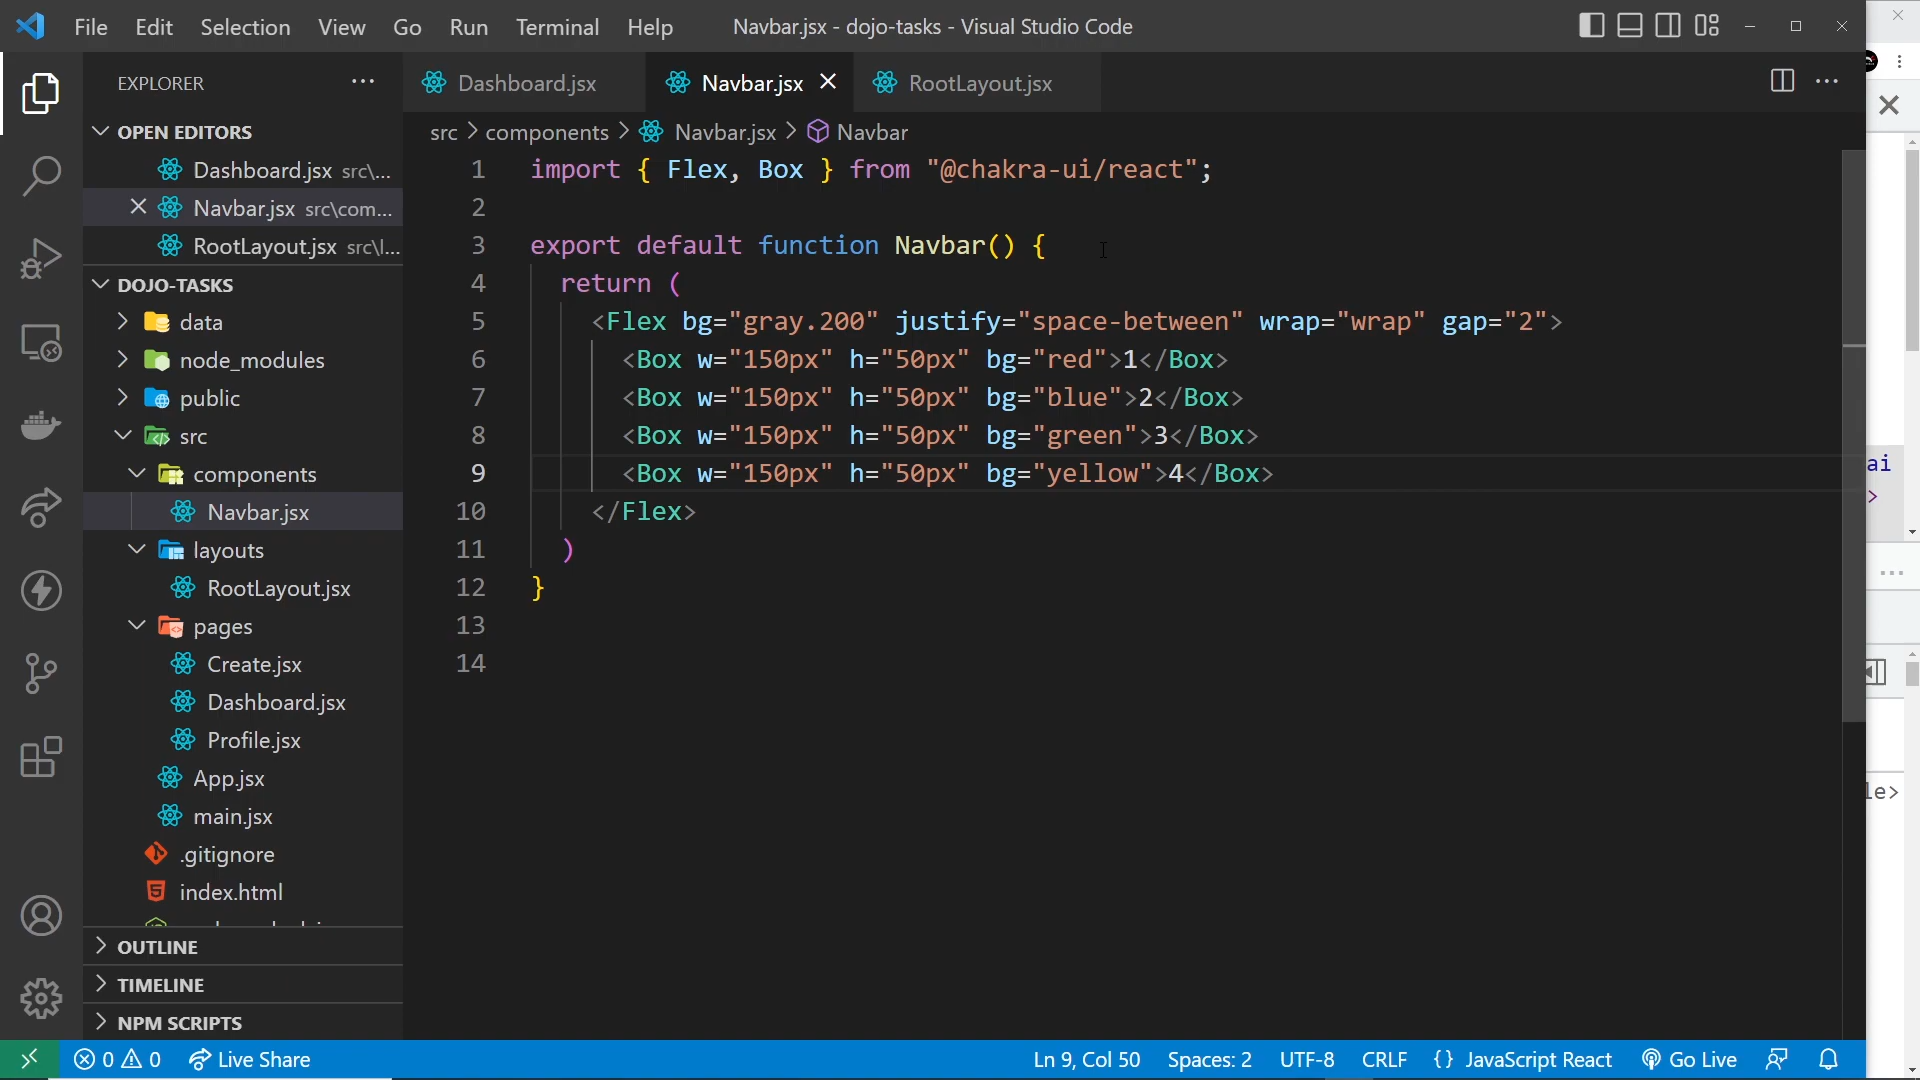 File Edit Selection View Go Run Terminal Help Navbar.jsx - dojo-tasks - Visual Studio Code
EXPLORER
Dashboard.jsx Navbar.jsx RootLayout.jsx
OPEN EDITORS
Dashboard.jsx src\...
Navbar.jsx src\com...
RootLayout.jsx src\l...
DOJO-TASKS
data
node_modules
public
src
components
Navbar.jsx
layouts
RootLayout.jsx
pages
Create.jsx
Dashboard.jsx
Profile.jsx
App.jsx
main.jsx
.gitignore
index.html
OUTLINE
TIMELINE
NPM SCRIPTS
src > components > Navbar.jsx > Navbar
1 import { Flex, Box } from "@chakra-ui/react";
2
3 export default function Navbar() {
4 return (
5 <Flex bg="gray.200" justify="space-between" wrap="wrap" gap="2">
6 <Box w="150px" h="50px" bg="red">1</Box>
7 <Box w="150px" h="50px" bg="blue">2</Box>
8 <Box w="150px" h="50px" bg="green">3</Box>
9 <Box w="150px" h="50px" bg="yellow">4</Box>
10 </Flex>
11 )
12 }
13
14
ai
>
...
le>
0 0 Live Share Ln 9, Col 50 Spaces: 2 UTF-8 CRLF {} JavaScript React Go Live